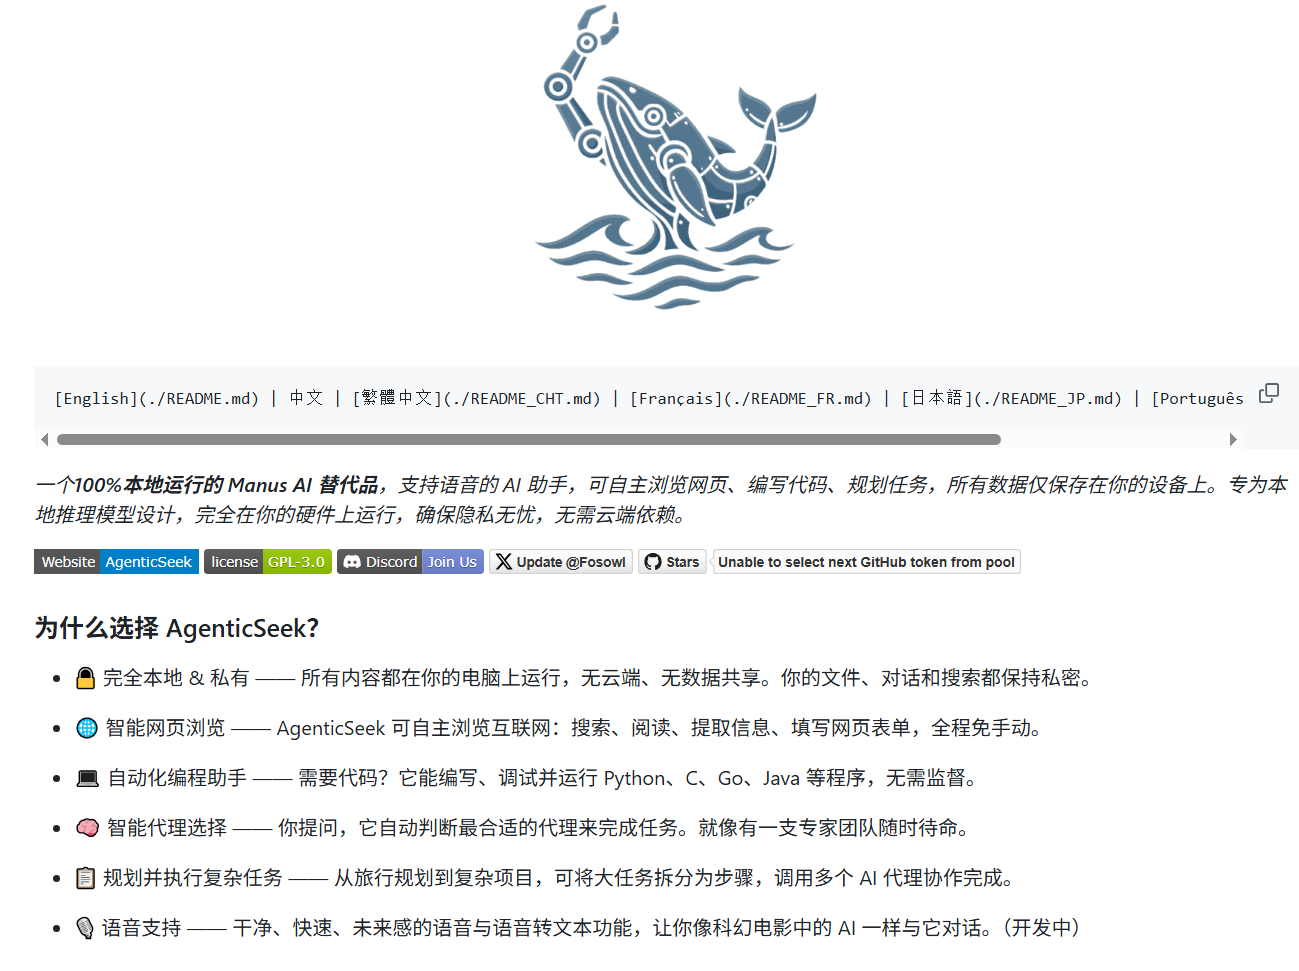 [English](./README.md) | 中文 | [繁體中文](./README_CHT.md) | [Français](./README_FR.md) | [日本語](./README_JP.md) | [Português
一个100%本地运行的 Manus AI 替代品，支持语音的 AI 助手，可自主浏览网页、编写代码、规划任务，所有数据仅保存在你的设备上。专为本
地推理模型设计，完全在你的硬件上运行，确保隐私无忧，无需云端依赖。
Website AgenticSeek license GPL-3.0 Discord Join Us Update @Fosowl Stars Unable to select next GitHub token from pool
为什么选择 AgenticSeek？
🔒 完全本地 & 私有 —— 所有内容都在你的电脑上运行，无云端、无数据共享。你的文件、对话和搜索都保持私密。
🌐 智能网页浏览 —— AgenticSeek 可自主浏览互联网：搜索、阅读、提取信息、填写网页表单，全程免手动。
💻 自动化编程助手 —— 需要代码？它能编写、调试并运行 Python、C、Go、Java 等程序，无需监督。
🧠 智能代理选择 —— 你提问，它自动判断最合适的代理来完成任务。就像有一支专家团队随时待命。
📋 规划并执行复杂任务 —— 从旅行规划到复杂项目，可将大任务拆分为步骤，调用多个 AI 代理协作完成。
🎙️ 语音支持 —— 干净、快速、未来感的语音与语音转文本功能，让你像科幻电影中的 AI 一样与它对话。（开发中）